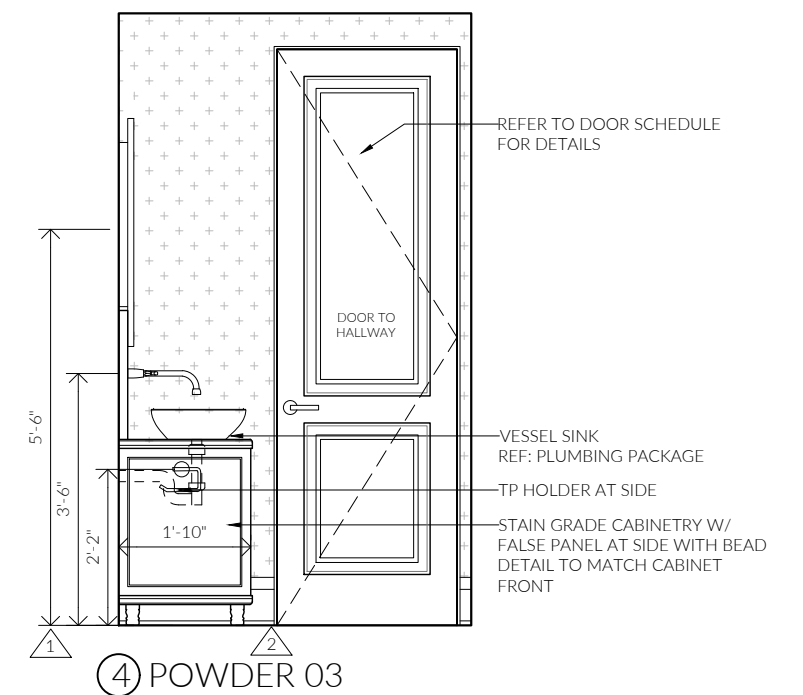 REFER TO DOOR SCHEDULE
FOR DETAILS
DOOR TO
HALLWAY
5'-6"
3'-6"
2'-2"
1'-10"
VESSEL SINK
REF: PLUMBING PACKAGE
TP HOLDER AT SIDE
STAIN GRADE CABINETRY W/
FALSE PANEL AT SIDE WITH BEAD
DETAIL TO MATCH CABINET
FRONT
1
2
4 POWDER 03